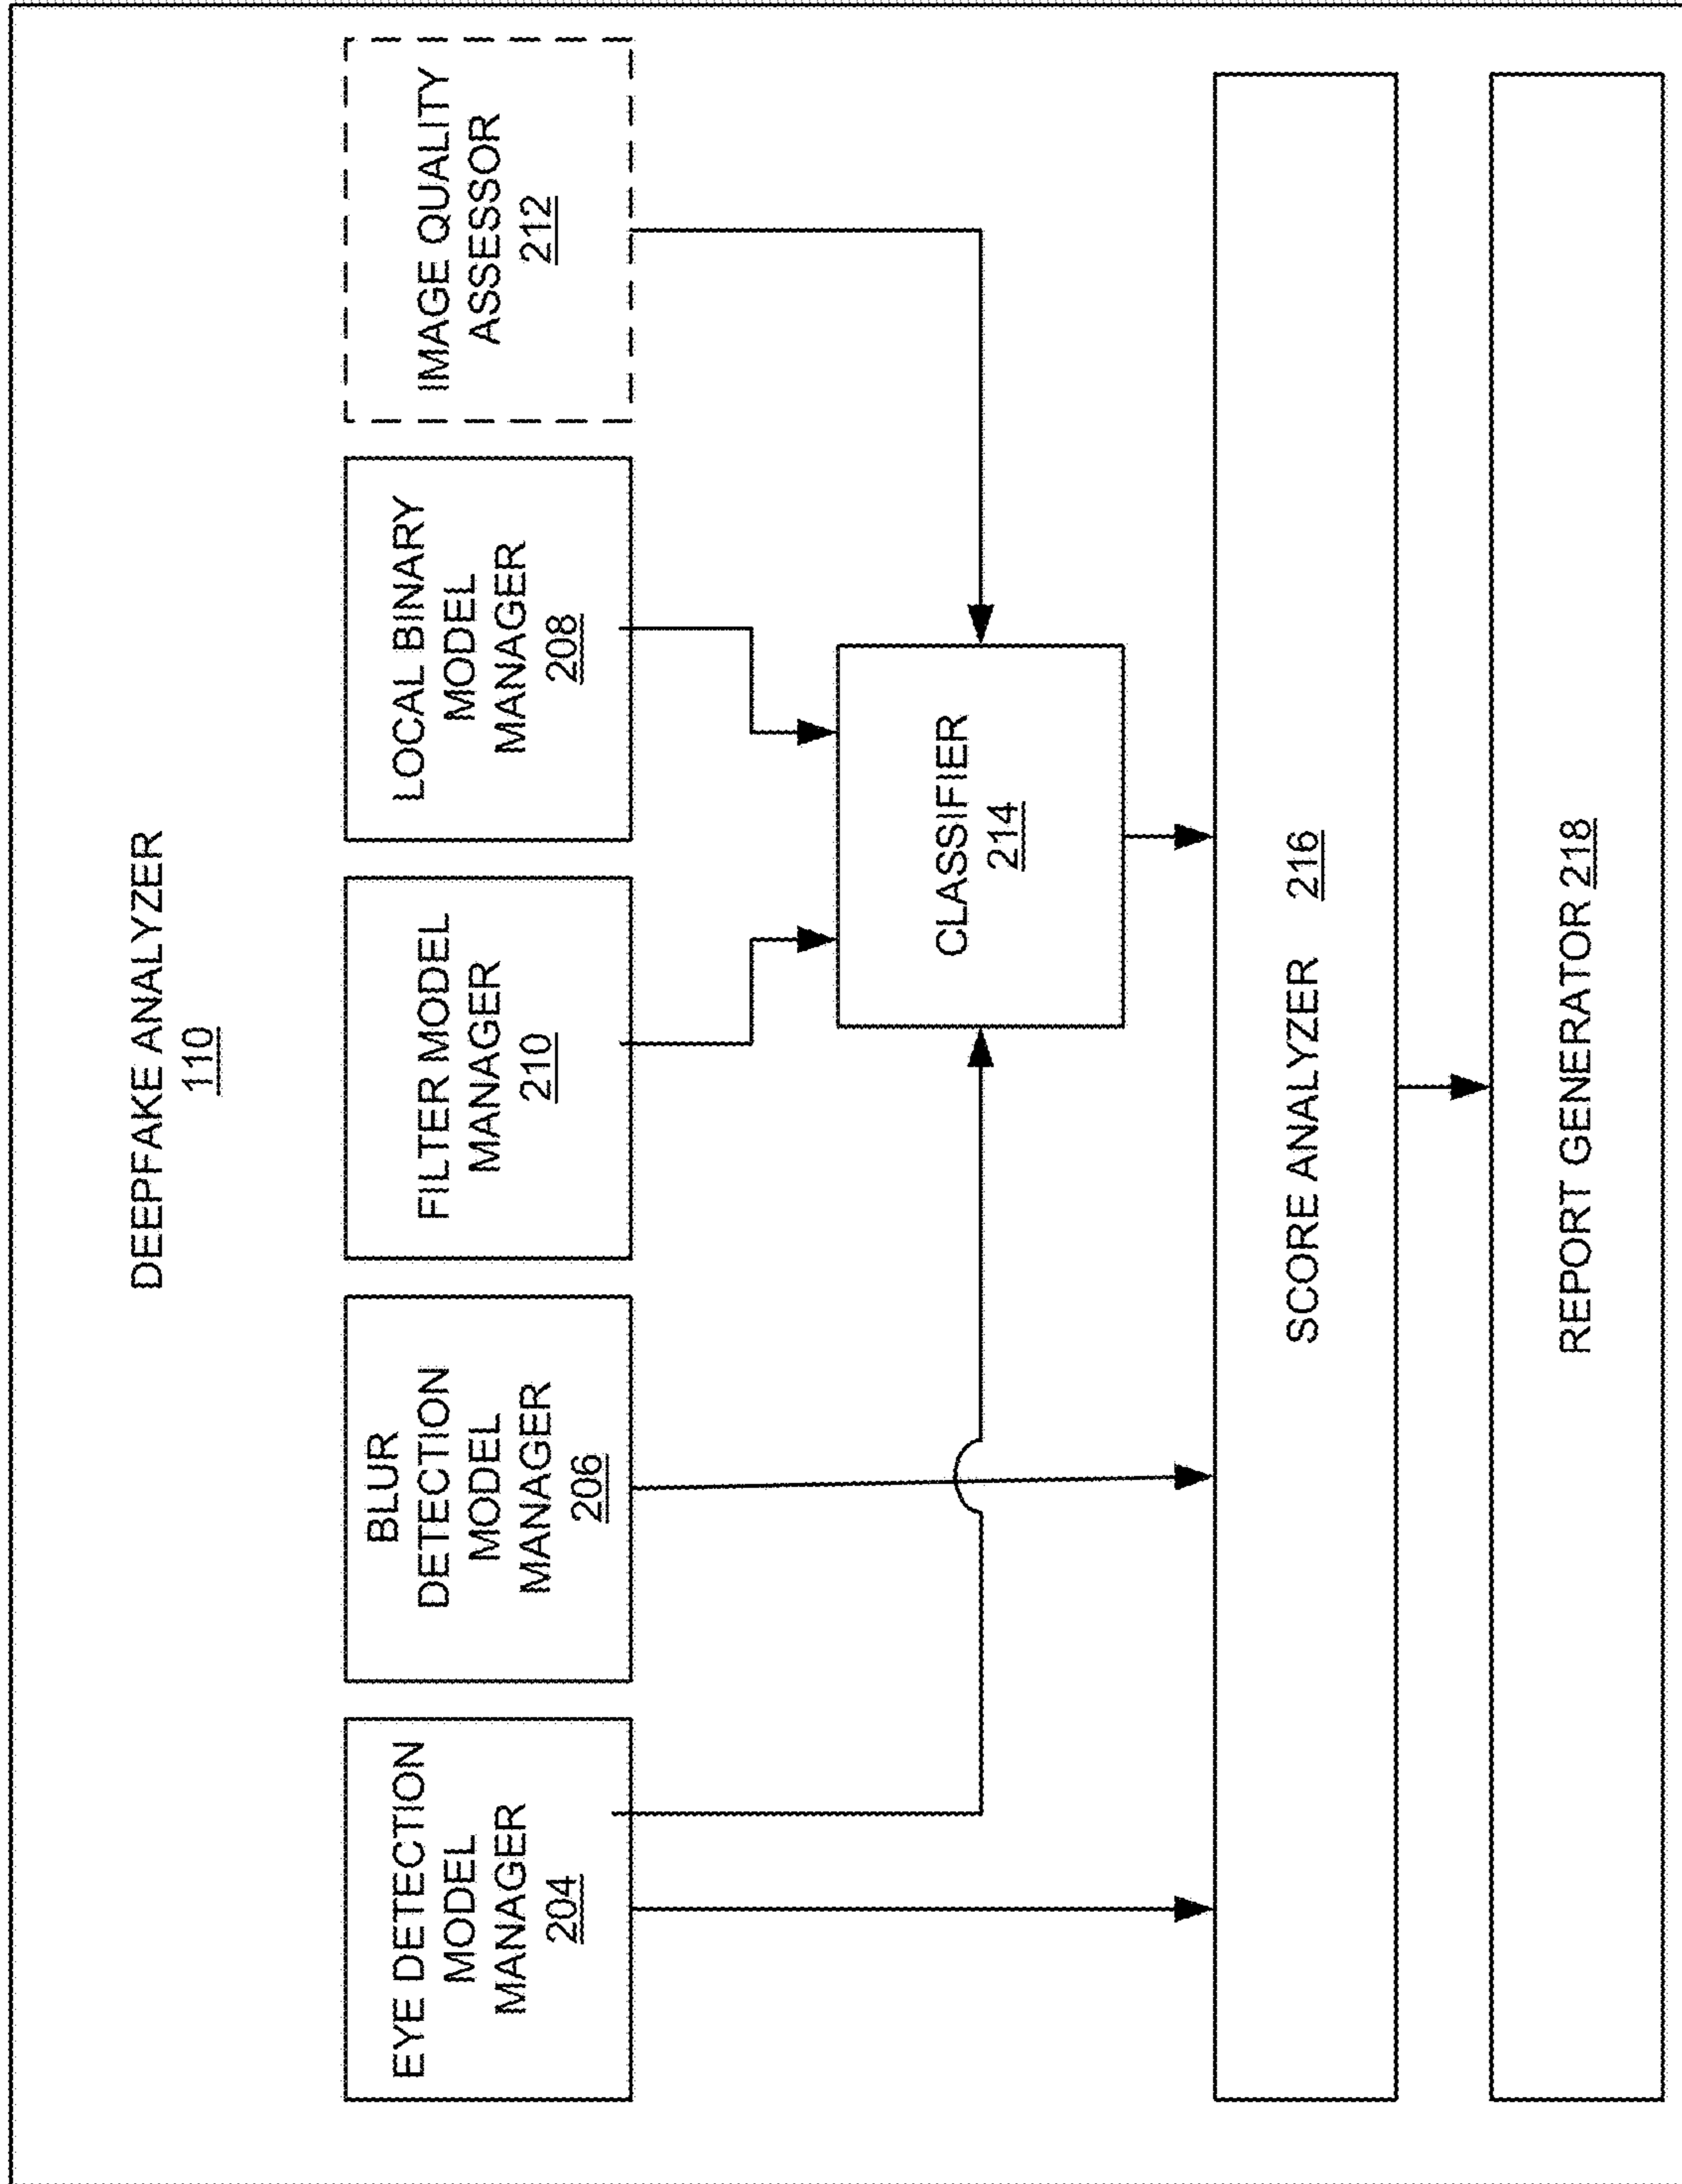 DEEPFAKE ANALYZER
110
EYE DETECTION
MODEL
MANAGER
204
BLUR
DETECTION
MODEL
MANAGER
206
FILTER MODEL
MANAGER
210
LOCAL BINARY
MODEL
MANAGER
208
IMAGE QUALITY
ASSESSOR
212
CLASSIFIER
214
SCORE ANALYZER 216
REPORT GENERATOR 218